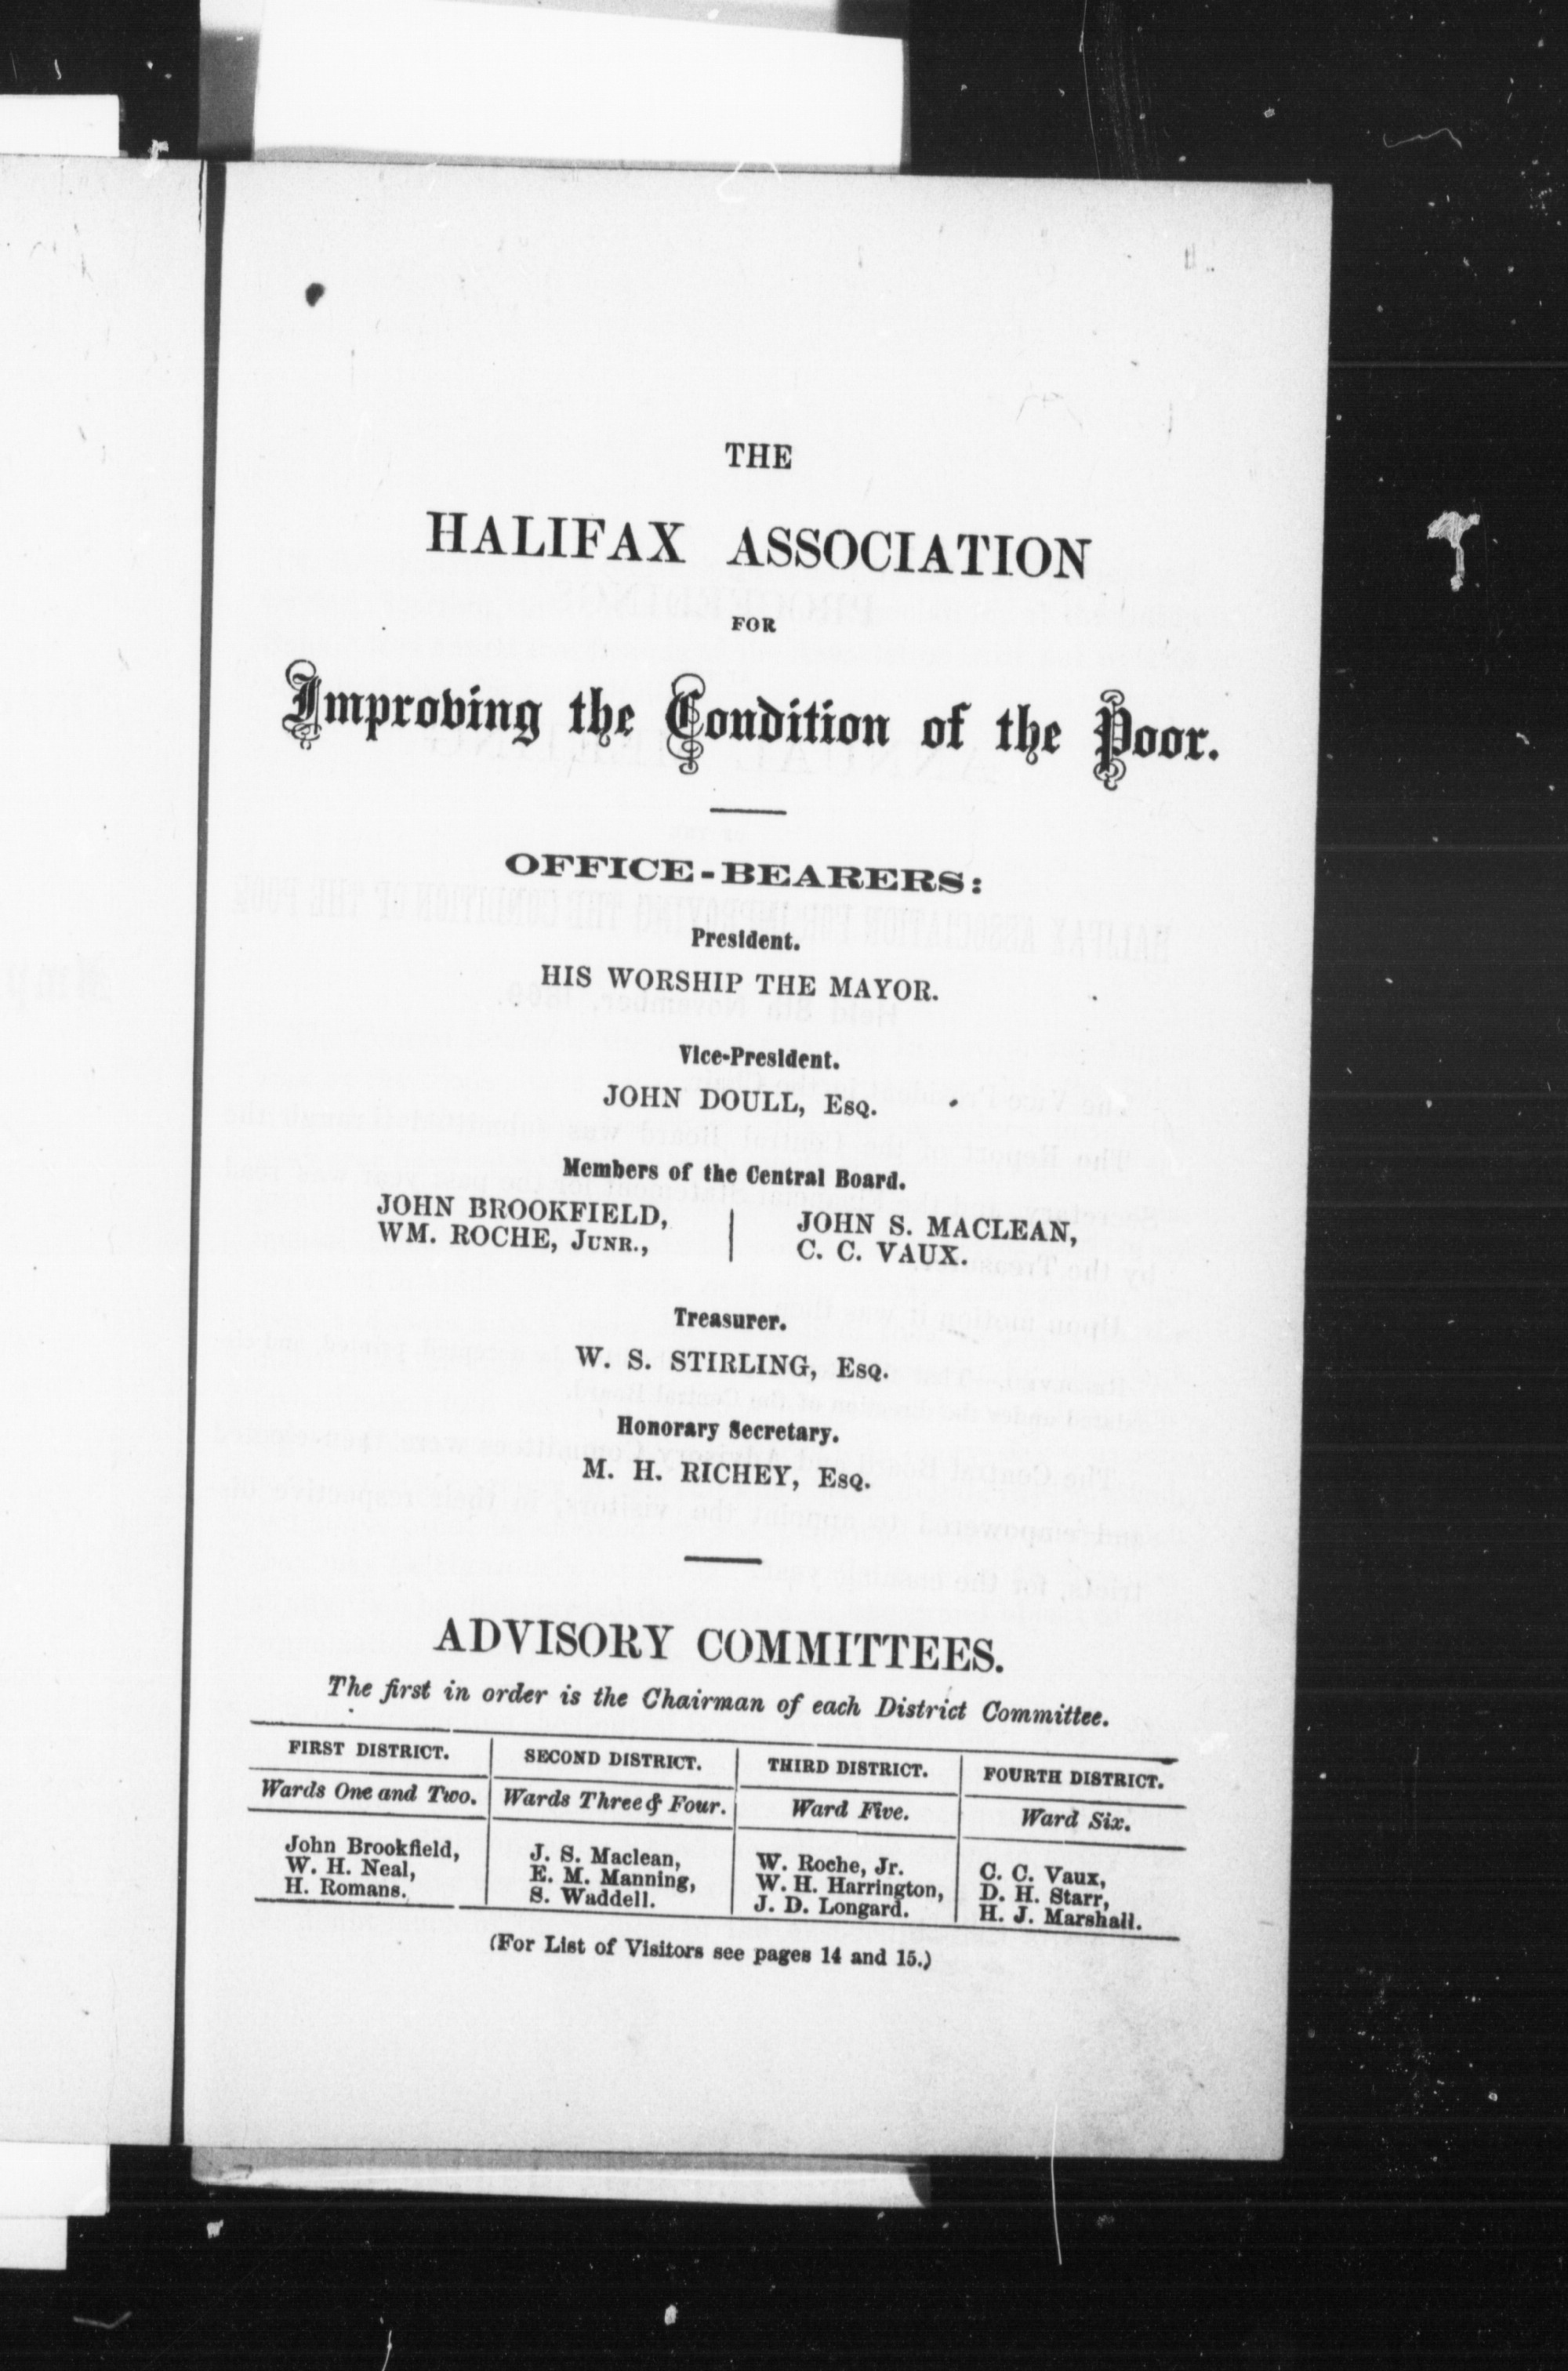 THE
HALIFAX ASSOCIATION
FOR
Improving the Condition of the Poor.
OFFICE-BEARERS:
President.
HIS WORSHIP THE MAYOR.
Vice-President.
JOHN DOULL, ESQ.
Members of the Central Board.
JOHN BROOKFIELD,
WM. ROCHE, JUNR.,
JOHN S. MACLEAN,
C. C. VAUX.
Treasurer.
W. S. STIRLING, ESQ.
Honorary Secretary.
M. H. RICHEY, ESQ.
ADVISORY COMMITTEES.
The first in order is the Chairman of each District Committee.
FIRST DISTRICT.
Wards One and Two.
John Brookfield,
W. H. Neal,
H. Romans.
SECOND DISTRICT.
Wards Three & Four.
J. S. Maclean,
E. M. Manning,
S. Waddell.
THIRD DISTRICT.
Ward Five.
W. Roche, Jr.
W. H. Harrington,
J. D. Longard.
FOURTH DISTRICT.
Ward Six.
C. C. Vaux,
D. H. Starr,
H. J. Marshall.
(For List of Visitors see pages 14 and 15.)